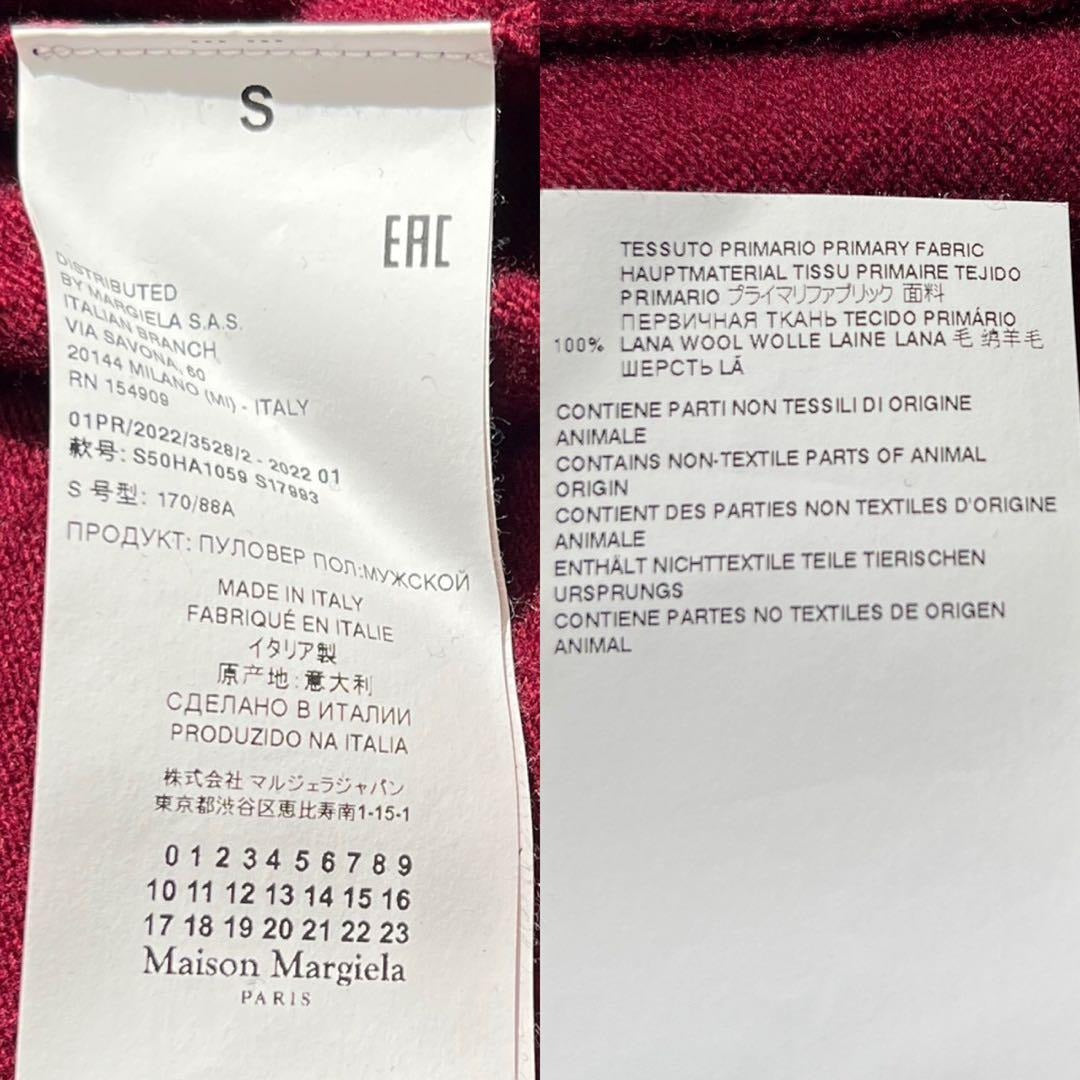 S
EAC
DISTRIBUTED
BY MARGIELA S.A.S.
ITALIAN BRANCH
VIA SAVONA, 60
20144 MILANO (MI) - ITALY
RN 154909
01PR/2022/3528/2 - 2022 01
款号: S50HA1059 S17993
S 号型: 170/88A
ПРОДУКТ: ПУЛОВЕР ПОЛ:МУЖСКОЙ
MADE IN ITALY
FABRIQUÉ EN ITALIE
イタリア製
原产地:意大利
СДЕЛАНО В ИТАЛИИ
PRODUZIDO NA ITALIA
株式会社 マルジェラジャパン
東京都渋谷区恵比寿南1-15-1
0 1 2 3 4 5 6 7 8 9
10 11 12 13 14 15 16
17 18 19 20 21 22 23
Maison Margiela
PARIS
TESSUTO PRIMARIO PRIMARY FABRIC
HAUPTMATERIAL TISSU PRIMAIRE TEJIDO
PRIMARIO プライマリファブリック 面料
ПЕРВИЧНАЯ ТКАНЬ TECIDO PRIMÁRIO
100% LANA WOOL WOLLE LAINE LANA 毛 绵羊毛
ШЕРСТЬ LÃ
CONTIENE PARTI NON TESSILI DI ORIGINE
ANIMALE
CONTAINS NON-TEXTILE PARTS OF ANIMAL
ORIGIN
CONTIENT DES PARTIES NON TEXTILES D'ORIGINE
ANIMALE
ENTHÄLT NICHTTEXTILE TEILE TIERISCHEN
URSPRUNGS
CONTIENE PARTES NO TEXTILES DE ORIGEN
ANIMAL